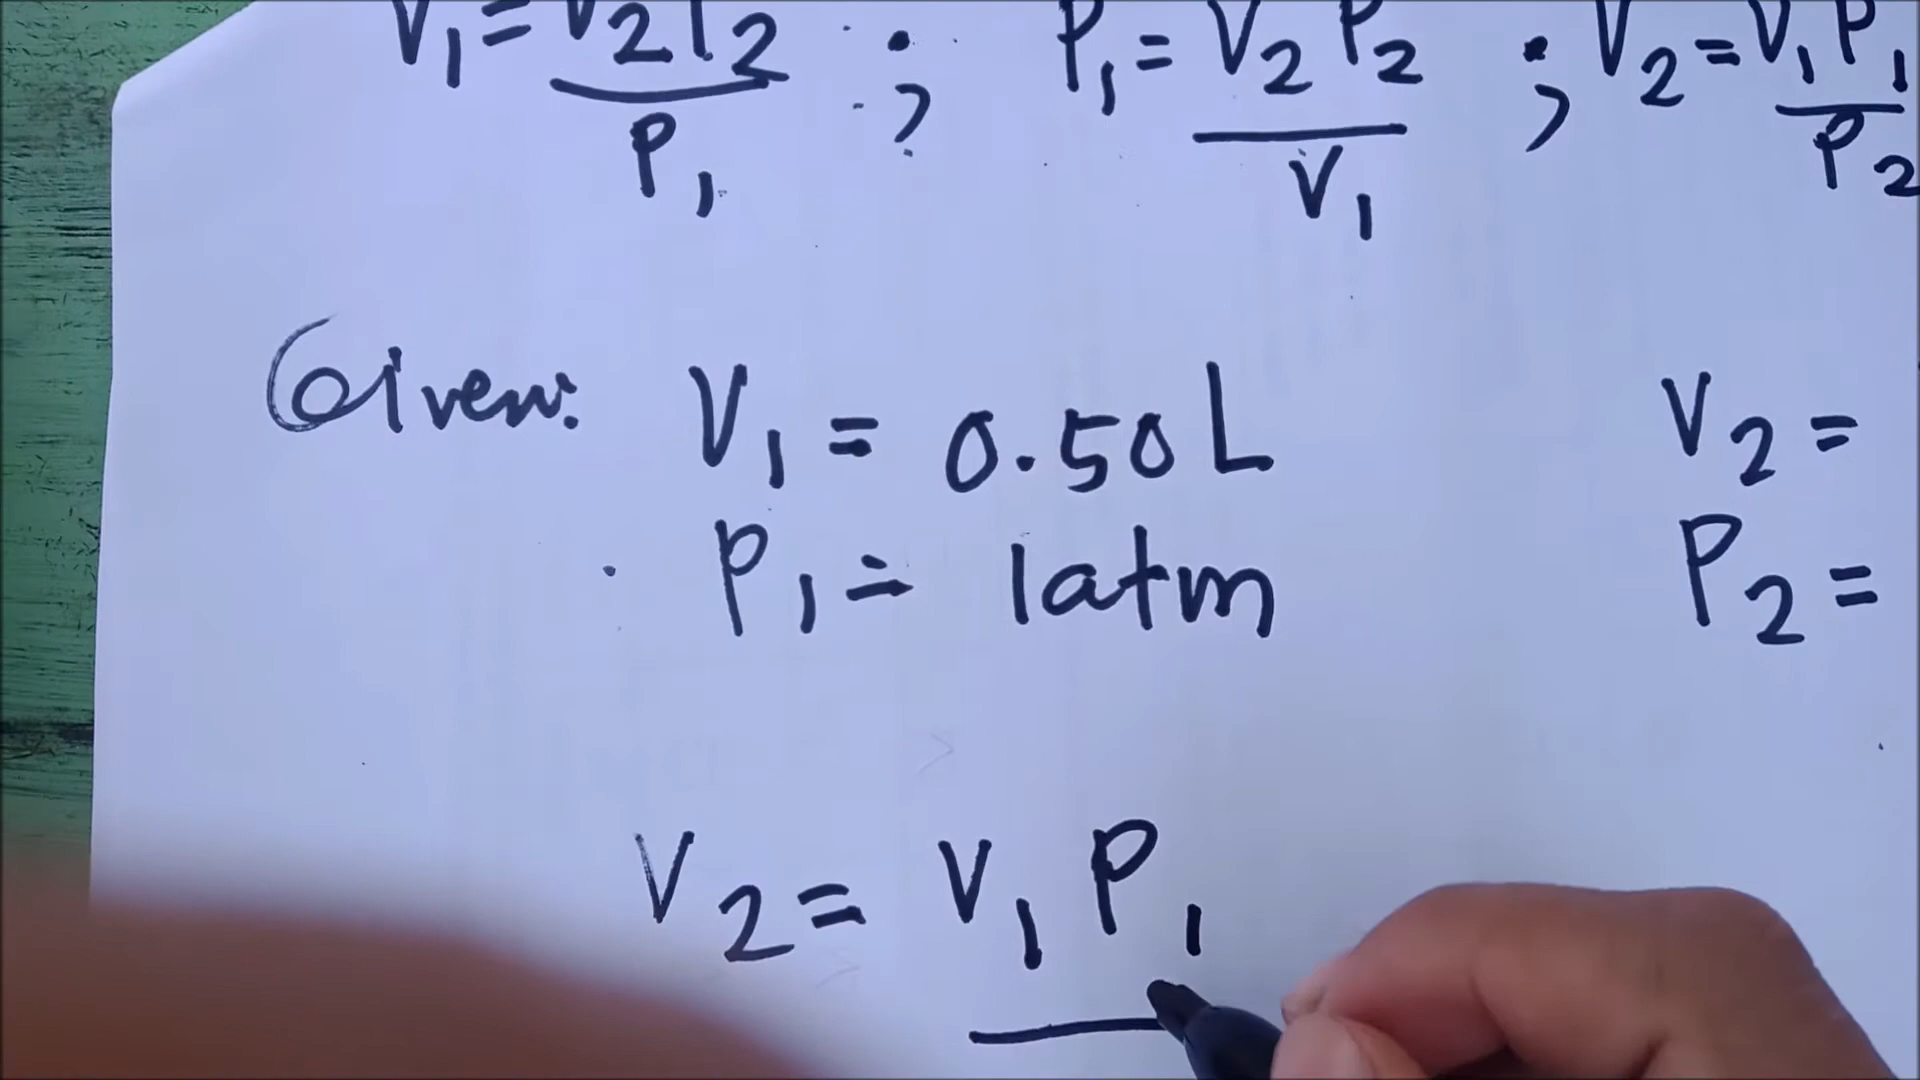 V₁ = V₂P₂ / P₁ ; P₁ = V₂P₂ / V₁ ; V₂ = V₁P₁ / P₂
Given: V₁ = 0.50 L V₂ =
P₁ = 1atm P₂ =
V₂ = V₁P₁